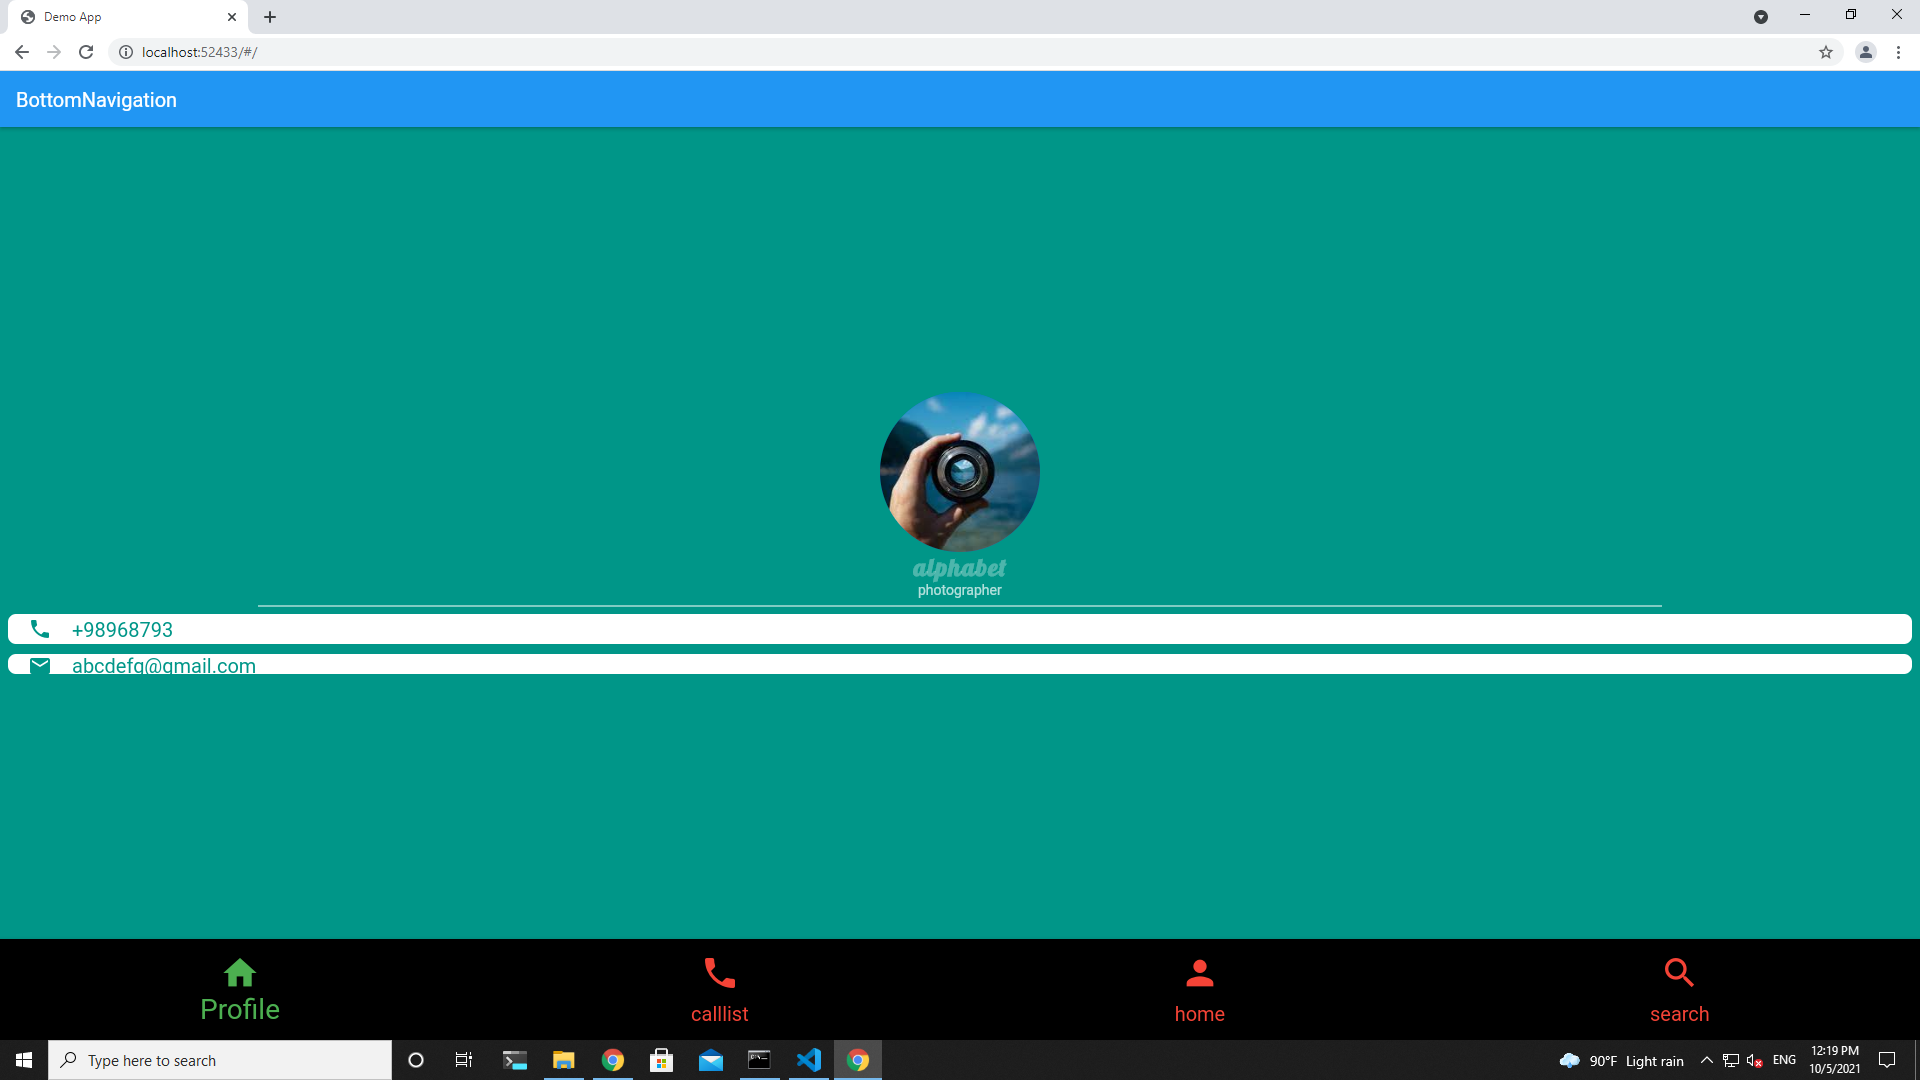 Demo App
localhost:52433/#/
BottomNavigation
alphabet
photographer
+98968793
abcdefg@gmail.com
Profile
calllist
home
search
Type here to search
90°F Light rain
ENG
12:19 PM
10/5/2021